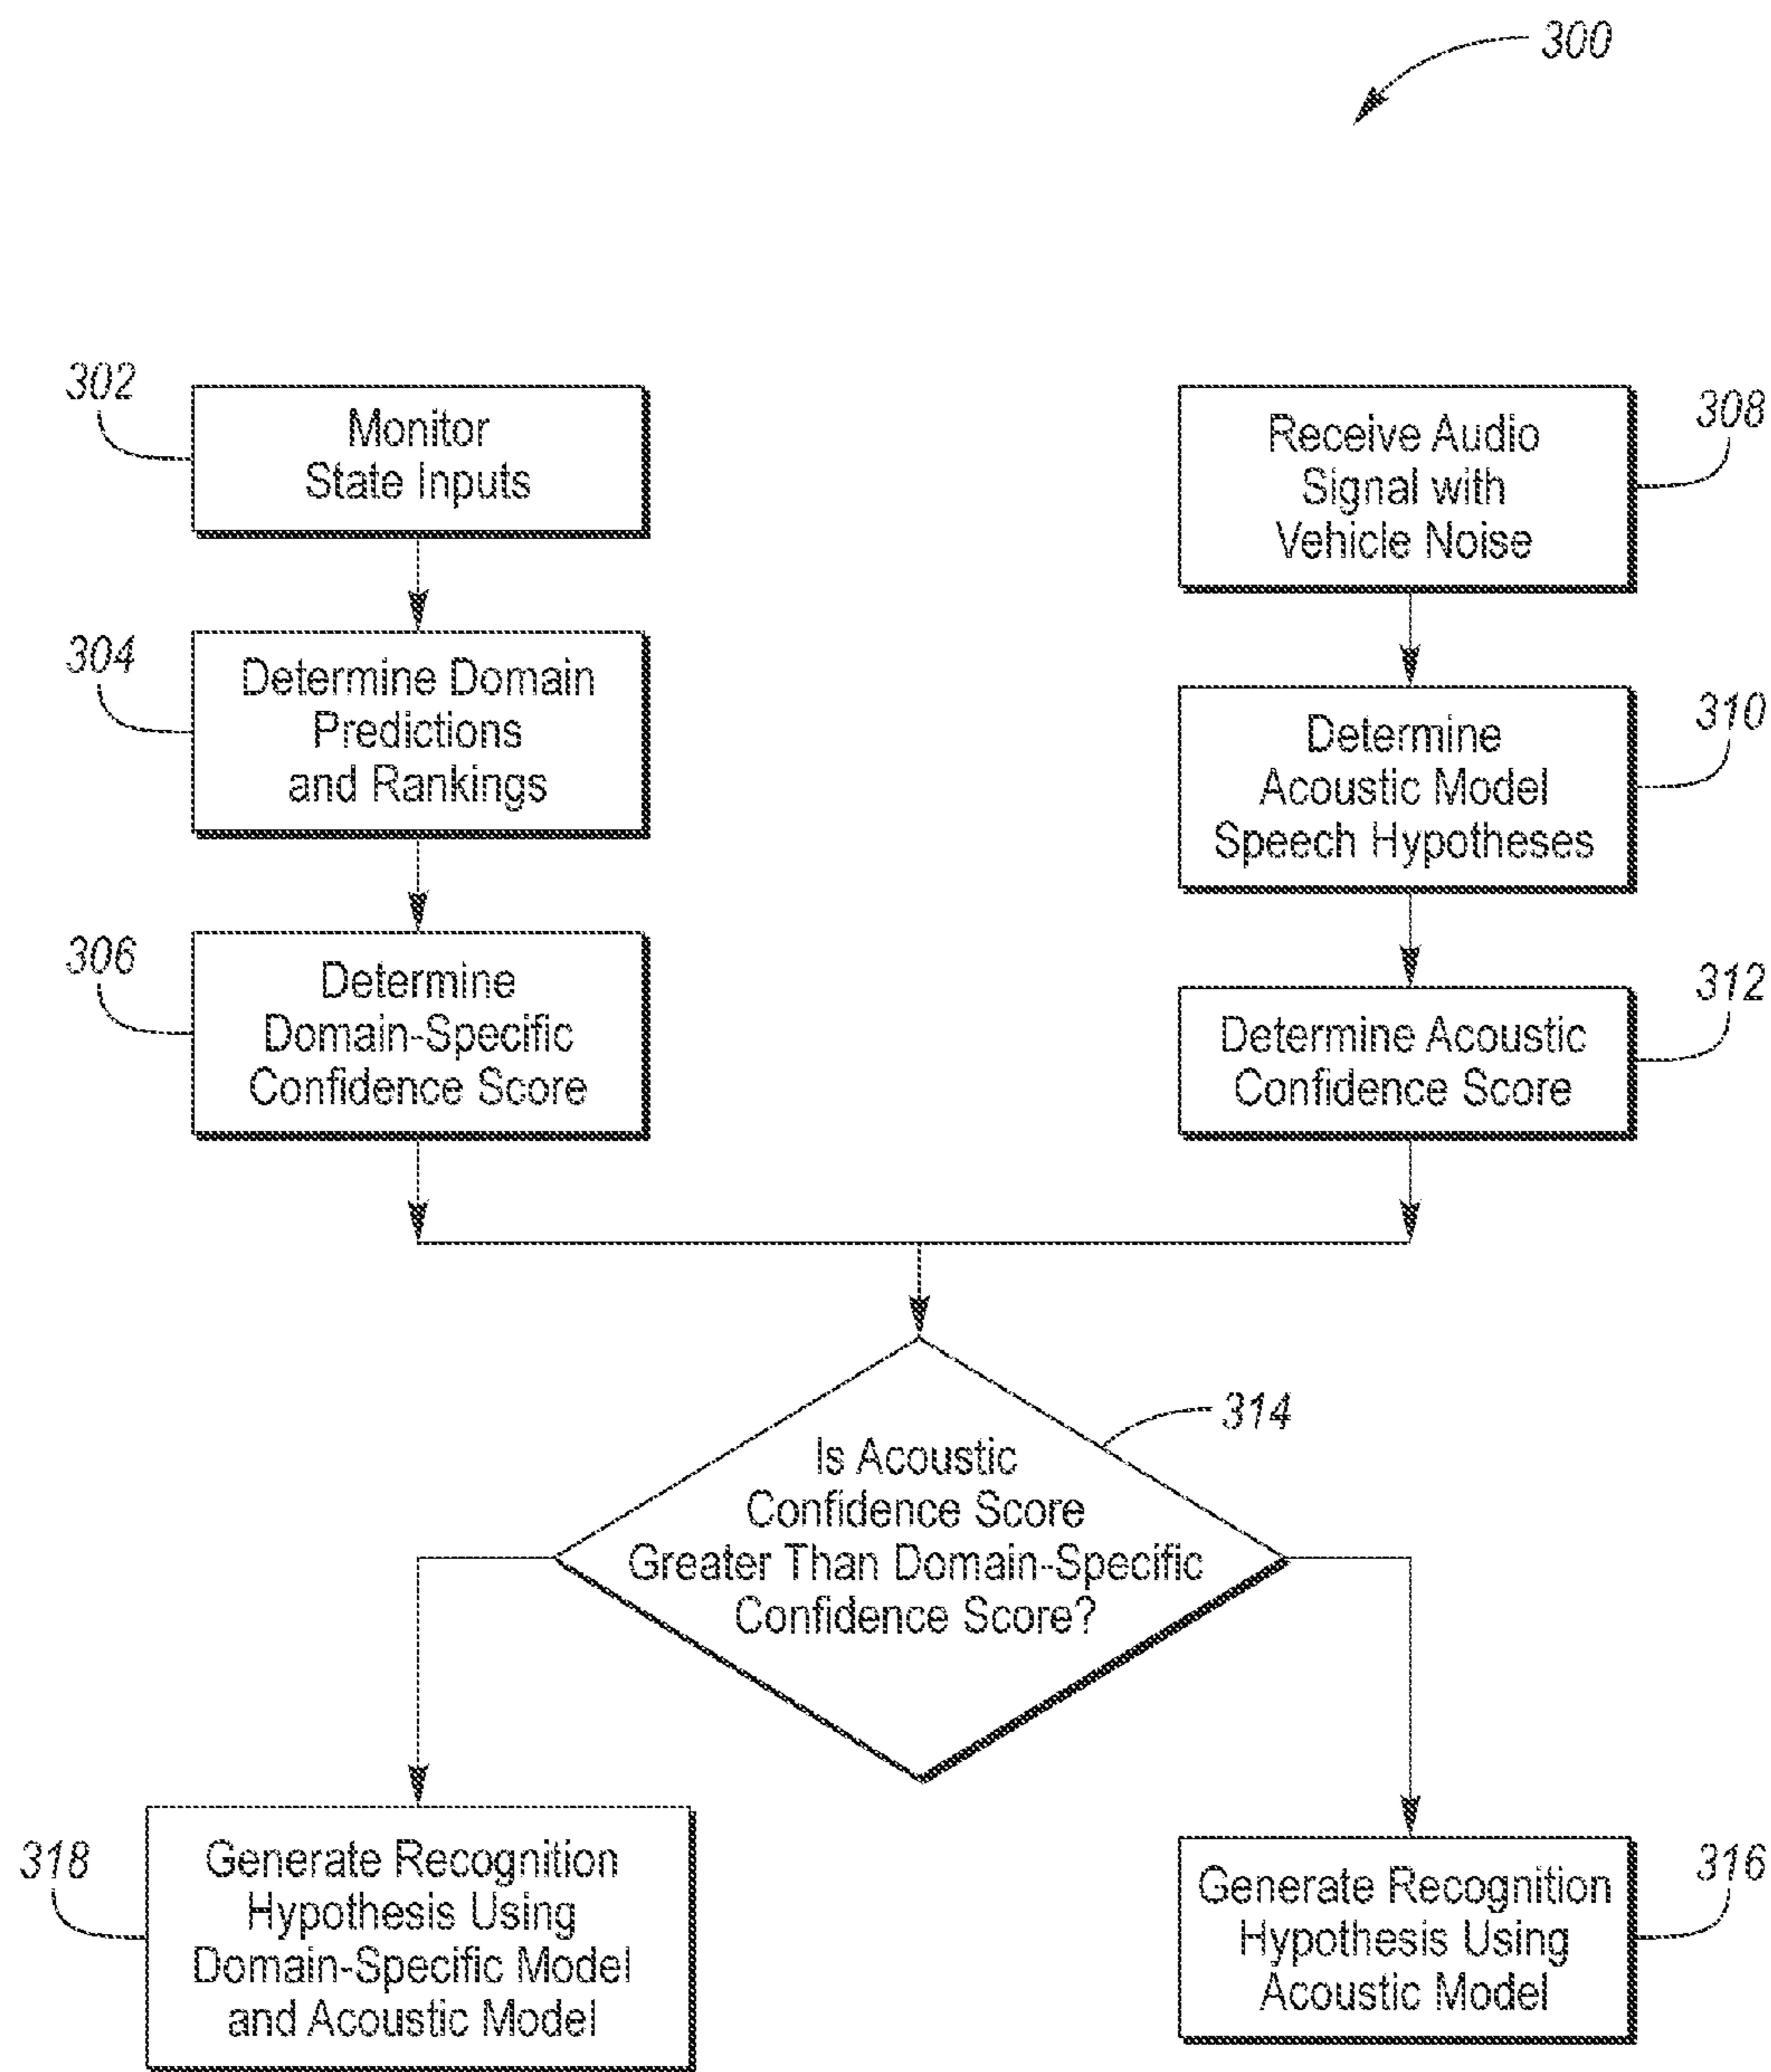 300
302
Monitor
State Inputs
304
Determine Domain
Predictions
and Rankings
306
Determine
Domain-Specific
Confidence Score
308
Receive Audio
Signal with
Vehicle Noise
310
Determine
Acoustic Model
Speech Hypotheses
312
Determine Acoustic
Confidence Score
314
Is Acoustic
Confidence Score
Greater Than Domain-Specific
Confidence Score?
318
Generate Recognition
Hypothesis Using
Domain-Specific Model
and Acoustic Model
316
Generate Recognition
Hypothesis Using
Acoustic Model